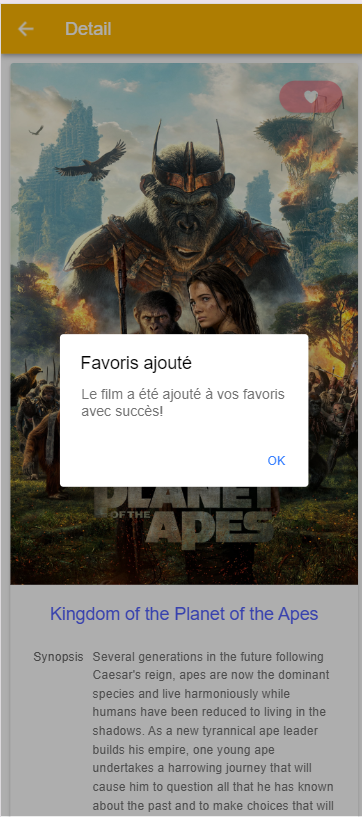 Detail
Favoris ajouté
Le film a été ajouté à vos favoris
avec succès!
OK
PLANET
OF THE
APES
Kingdom of the Planet of the Apes
Synopsis Several generations in the future following
Caesar's reign, apes are now the dominant
species and live harmoniously while
humans have been reduced to living in the
shadows. As a new tyrannical ape leader
builds his empire, one young ape
undertakes a harrowing journey that will
cause him to question all that he has known
about the past and to make choices that will